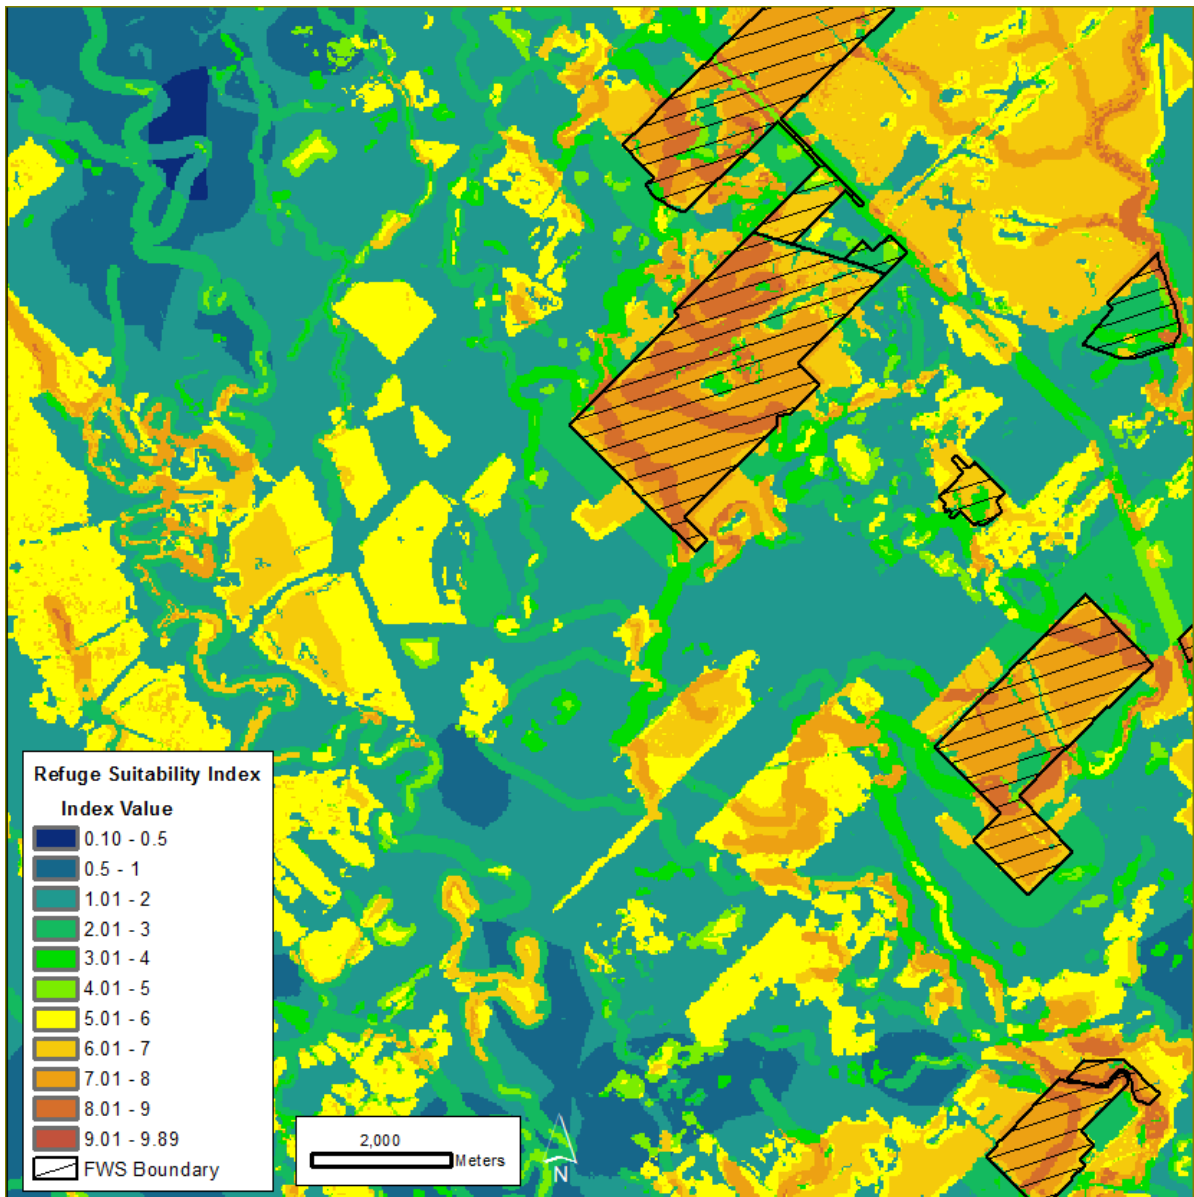 Refuge Suitability Index
Index Value
0.10 - 0.5
0.5 - 1
1.01 - 2
2.01 - 3
3.01 - 4
4.01 - 5
5.01 - 6
6.01 - 7
7.01 - 8
8.01 - 9
9.01 - 9.89
FWS Boundary
2,000
Meters
N